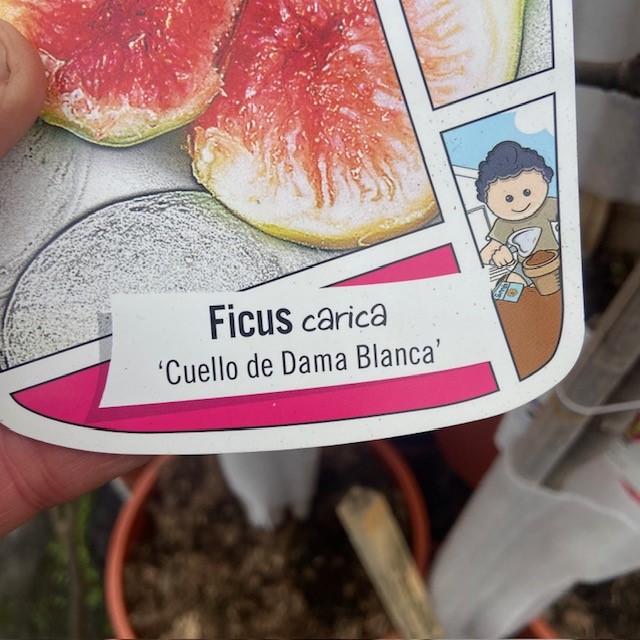 Ficus carica
‘Cuello de Dama Blanca’